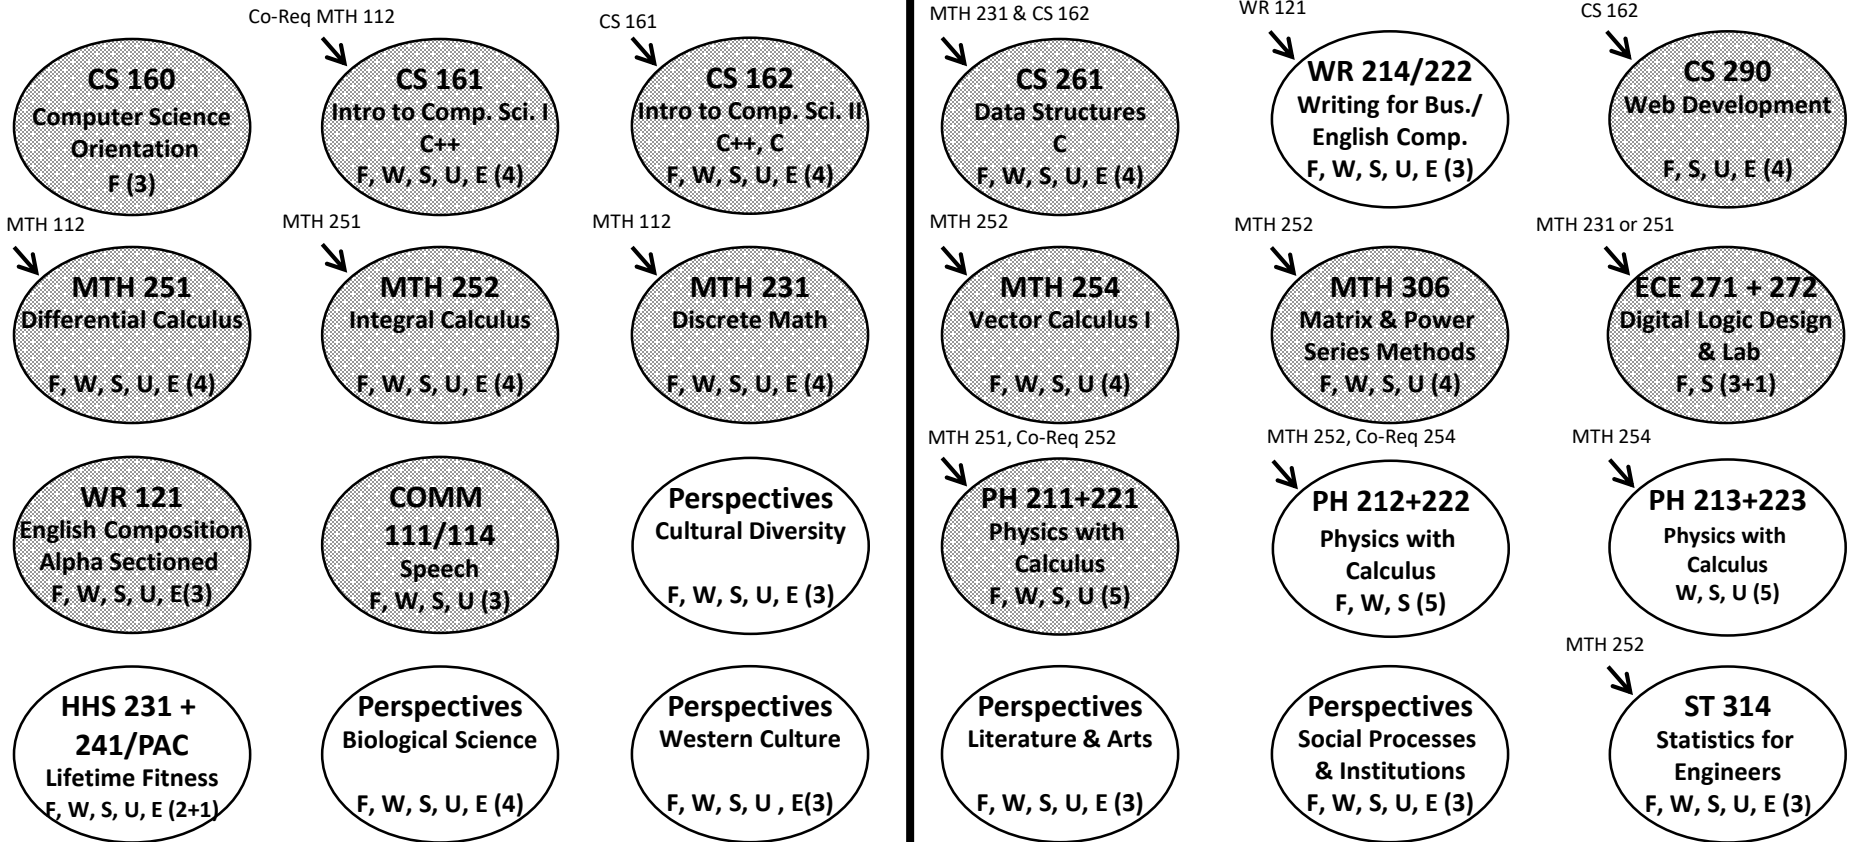 Co-Req MTH 112
CS 161
MTH 231 & CS 162
WR 121
CS 162
CS 160
Computer Science
Orientation
F (3)
CS 161
Intro to Comp. Sci. I
C++
F, W, S, U, E (4)
CS 162
Intro to Comp. Sci. II
C++, C
F, W, S, U, E (4)
CS 261
Data Structures
C
F, W, S, U, E (4)
WR 214/222
Writing for Bus./
English Comp.
F, W, S, U, E (3)
CS 290
Web Development
F, S, U, E (4)
MTH 112
MTH 251
MTH 112
MTH 252
MTH 252
MTH 231 or 251
MTH 251
Differential Calculus
F, W, S, U, E (4)
MTH 252
Integral Calculus
F, W, S, U, E (4)
MTH 231
Discrete Math
F, W, S, U, E (4)
MTH 254
Vector Calculus I
F, W, S, U (4)
MTH 306
Matrix & Power
Series Methods
F, W, S, U (4)
ECE 271 + 272
Digital Logic Design
& Lab
F, S (3+1)
MTH 251, Co-Req 252
MTH 252, Co-Req 254
MTH 254
WR 121
English Composition
Alpha Sectioned
F, W, S, U, E(3)
COMM
111/114
Speech
F, W, S, U (3)
Perspectives
Cultural Diversity
F, W, S, U, E (3)
PH 211+221
Physics with
Calculus
F, W, S, U (5)
PH 212+222
Physics with
Calculus
F, W, S (5)
PH 213+223
Physics with
Calculus
W, S, U (5)
MTH 252
HHS 231 +
241/PAC
Lifetime Fitness
F, W, S, U, E (2+1)
Perspectives
Biological Science
F, W, S, U, E (4)
Perspectives
Western Culture
F, W, S, U , E(3)
Perspectives
Literature & Arts
F, W, S, U, E (3)
Perspectives
Social Processes
& Institutions
F, W, S, U, E (3)
ST 314
Statistics for
Engineers
F, W, S, U, E (3)